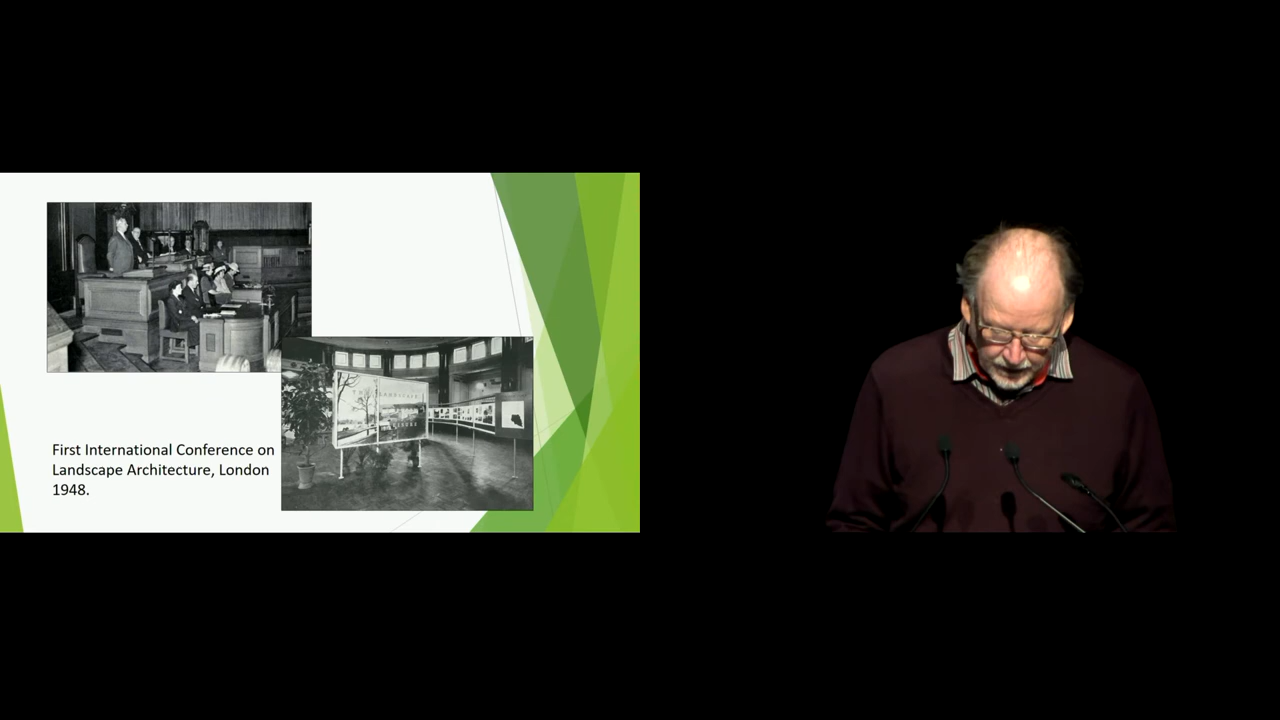 First International Conference on
Landscape Architecture, London
1948.